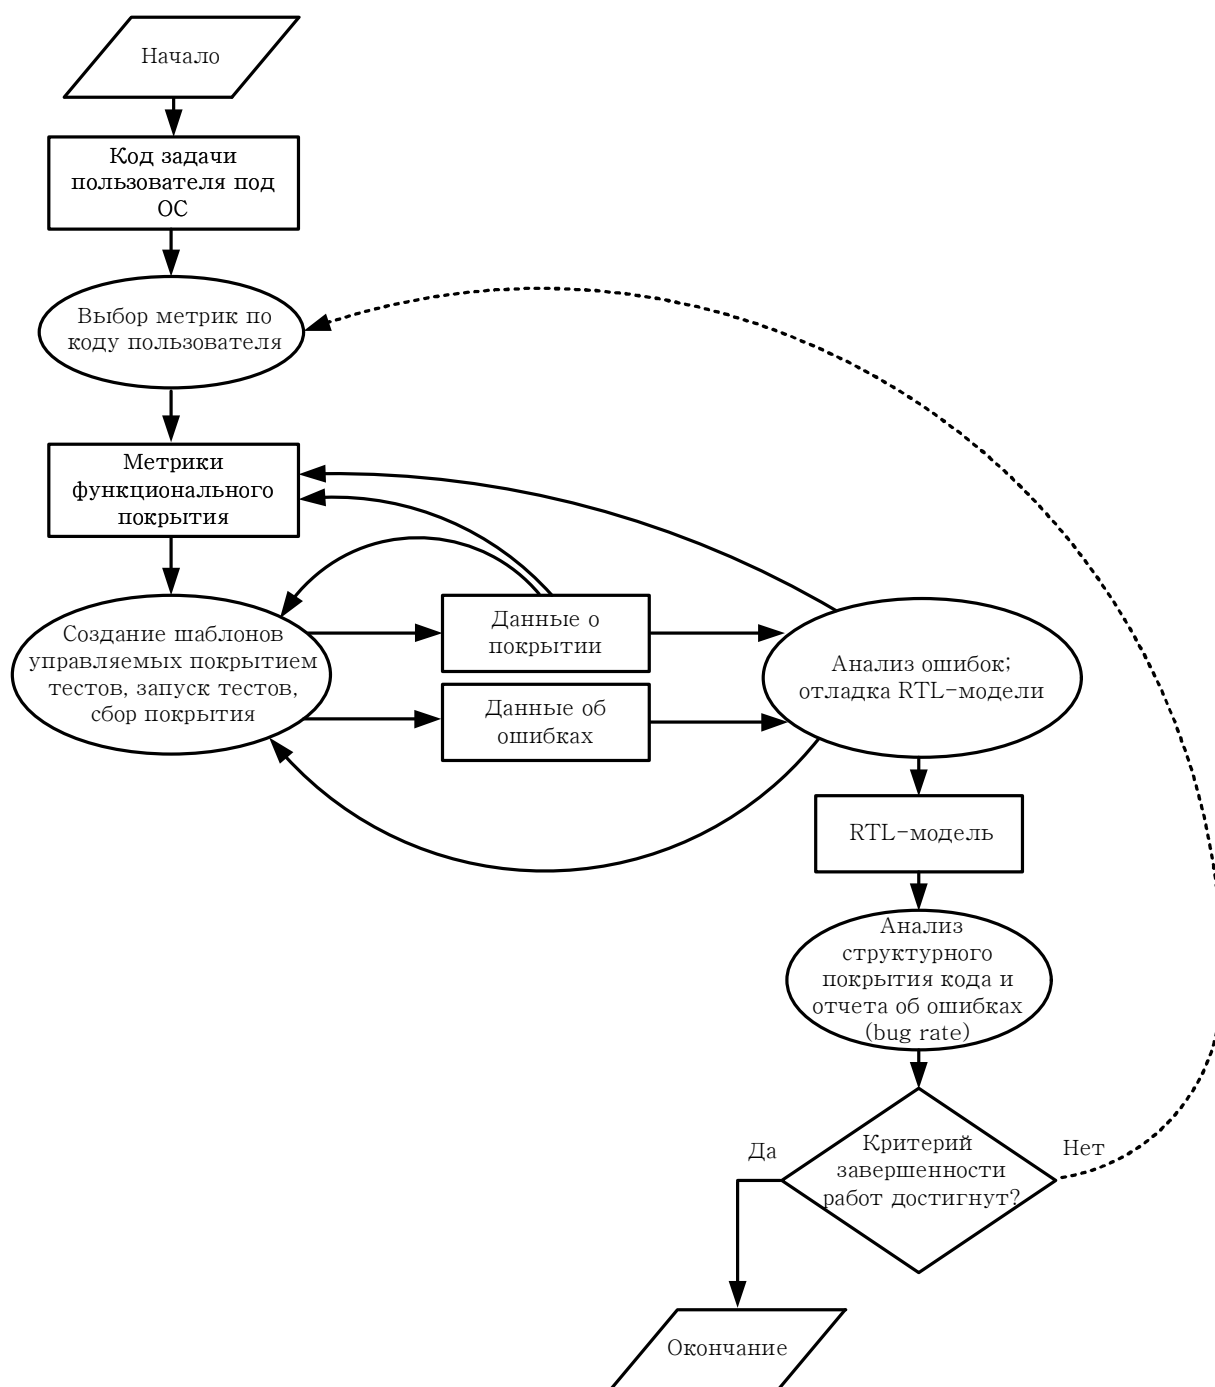 Начало
Код задачи
пользователя под
ОС
Выбор метрик по
коду пользователя
Метрики
функционального
покрытия
Создание шаблонов
управляемых покрытием
тестов, запуск тестов,
сбор покрытия
Данные о
покрытии
Данные об
ошибках
Анализ ошибок;
отладка RTL-модели
RTL-модель
Анализ
структурного
покрытия кода и
отчета об ошибках
(bug rate)
Да
Критерий
завершенности
работ достигнут?
Нет
Окончание